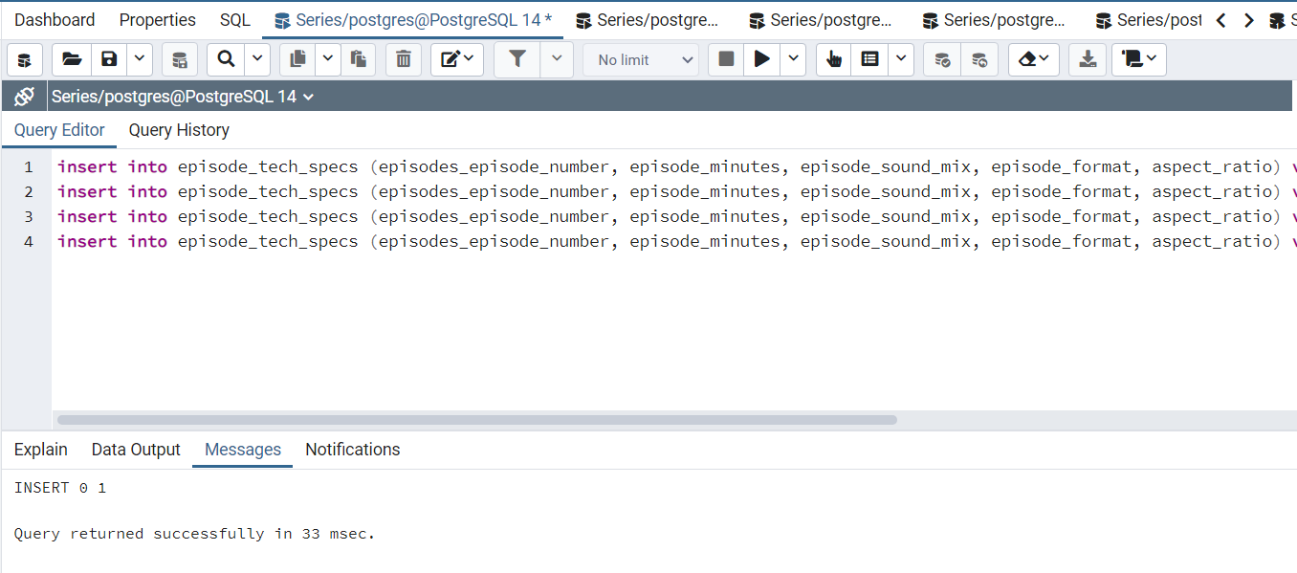 Dashboard Properties SQL Series/postgres@PostgreSQL 14 * Series/postgre... Series/postgre... Series/postgre... Series/post S
No limit
Series/postgres@PostgreSQL 14
Query Editor Query History
1 insert into episode_tech_specs (episodes_episode_number, episode_minutes, episode_sound_mix, episode_format, aspect_ratio) v
2 insert into episode_tech_specs (episodes_episode_number, episode_minutes, episode_sound_mix, episode_format, aspect_ratio) v
3 insert into episode_tech_specs (episodes_episode_number, episode_minutes, episode_sound_mix, episode_format, aspect_ratio) v
4 insert into episode_tech_specs (episodes_episode_number, episode_minutes, episode_sound_mix, episode_format, aspect_ratio) v
Explain Data Output Messages Notifications
INSERT 0 1
Query returned successfully in 33 msec.